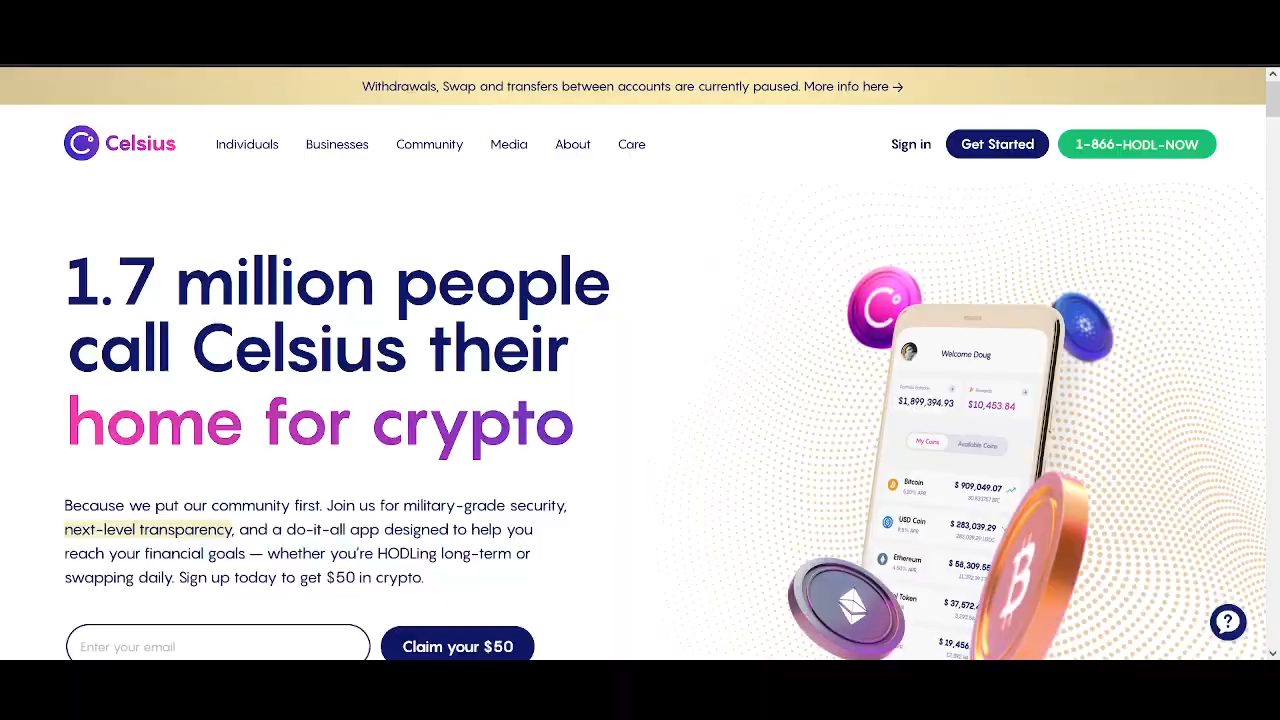 Withdrawals, Swap and transfers between accounts are currently paused. More info here →
Celsius
Individuals
Businesses
Community
Media
About
Care
Sign in
Get Started
1-866-HODL-NOW
1.7 million people
call Celsius their
home for crypto
Because we put our community first. Join us for military-grade security,
next-level transparency, and a do-it-all app designed to help you
reach your financial goals — whether you're HODLing long-term or
swapping daily. Sign up today to get $50 in crypto.
Enter your email
Claim your $50
Welcome Doug
Rewards
$1,899,394.93
$10,453.84
My Coins
Available Coins
Bitcoin
$ 909,049.07
USD Coin
$ 283,039.29
Ethereum
$ 58,309.55
Token
$ 37,572.4
$ 19,456.